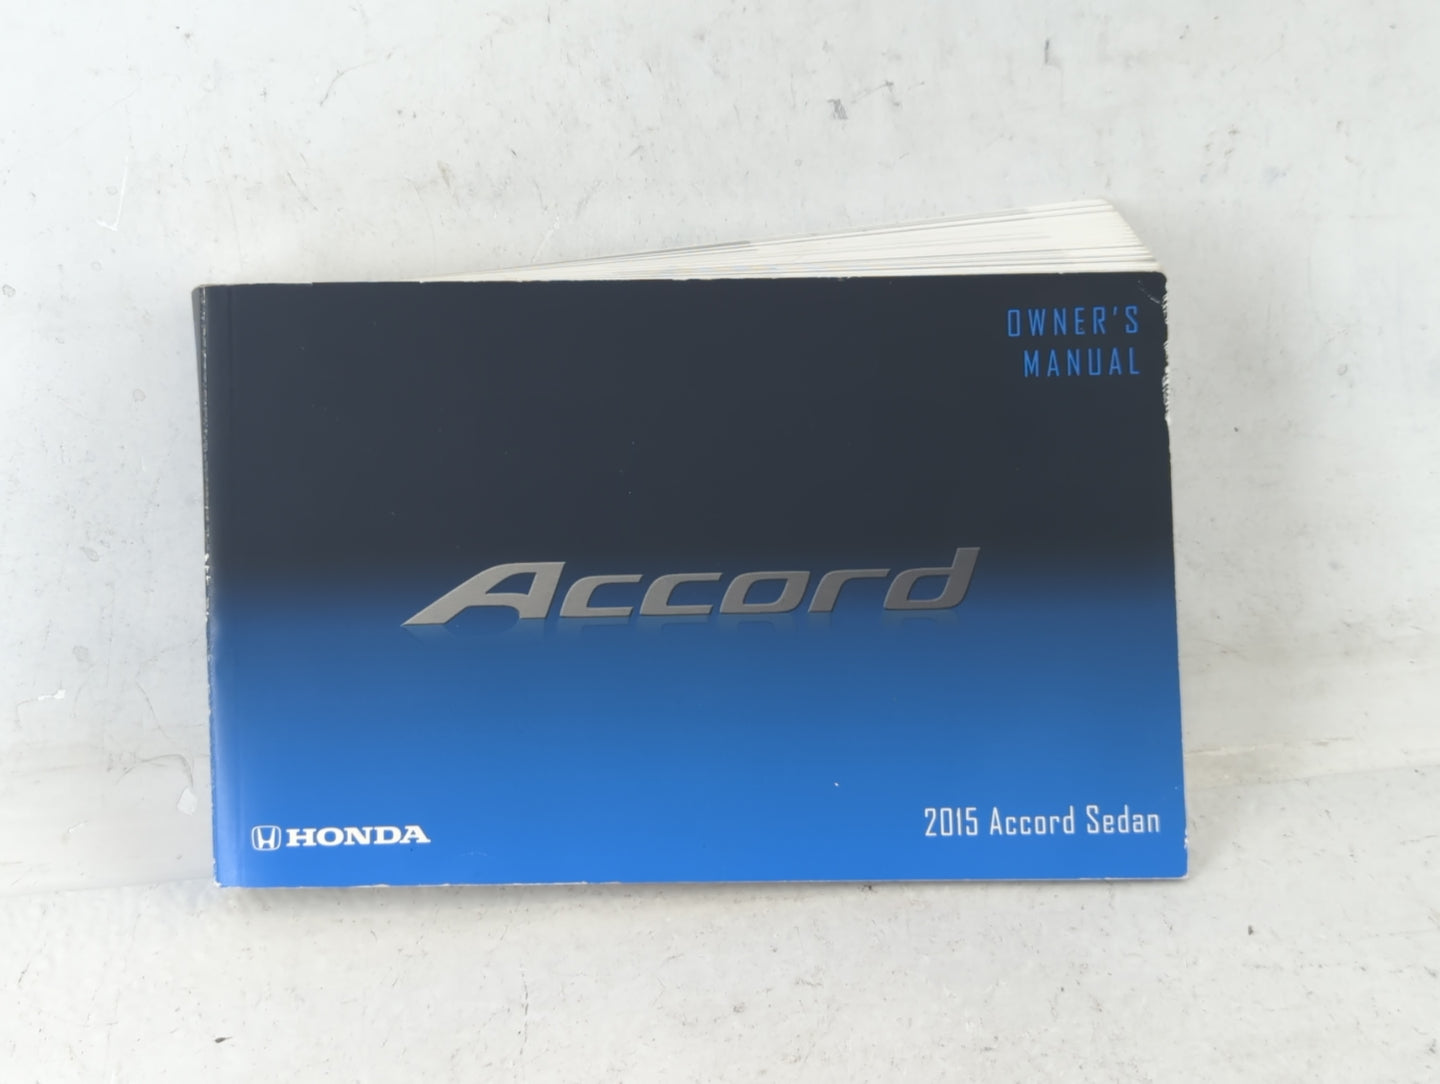 OWNER'S
MANUAL
Accord
HONDA
2015 Accord Sedan